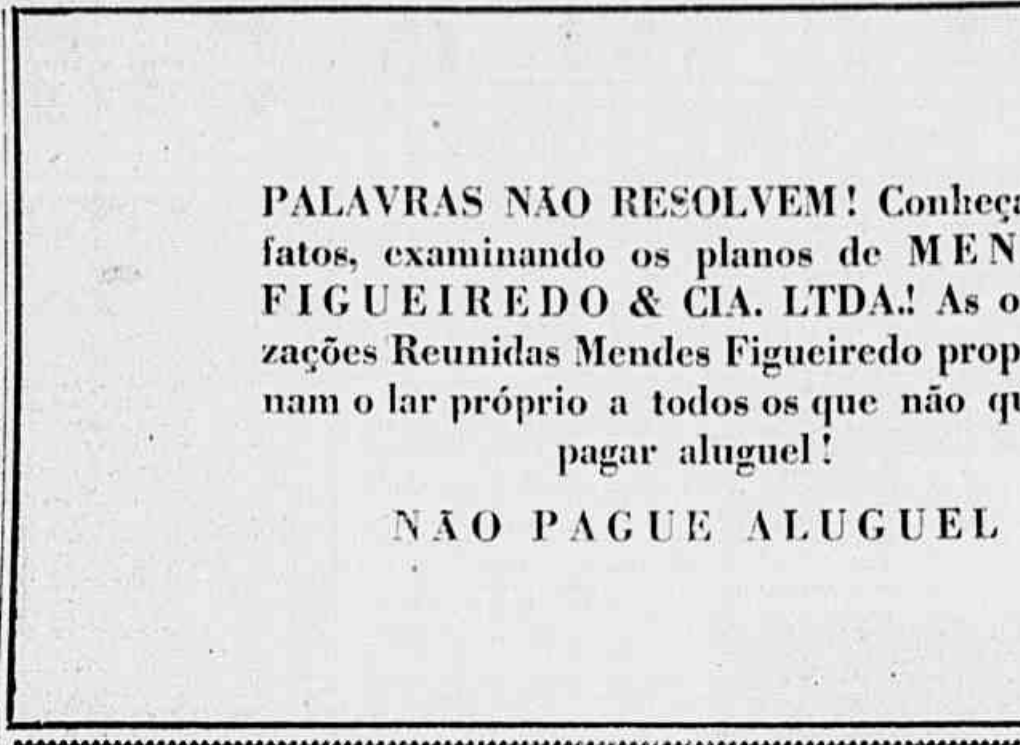 PALAVRAS NÃO RESOLVEM! Conheça
fatos, examinando os planos de MEN
FIGUEIREDO & CIA. LTDA.! As o
zações Reunidas Mendes Figueiredo prop
nam o lar próprio a todos os que não qu
pagar aluguel!
NÃO PAGUE ALUGUEL